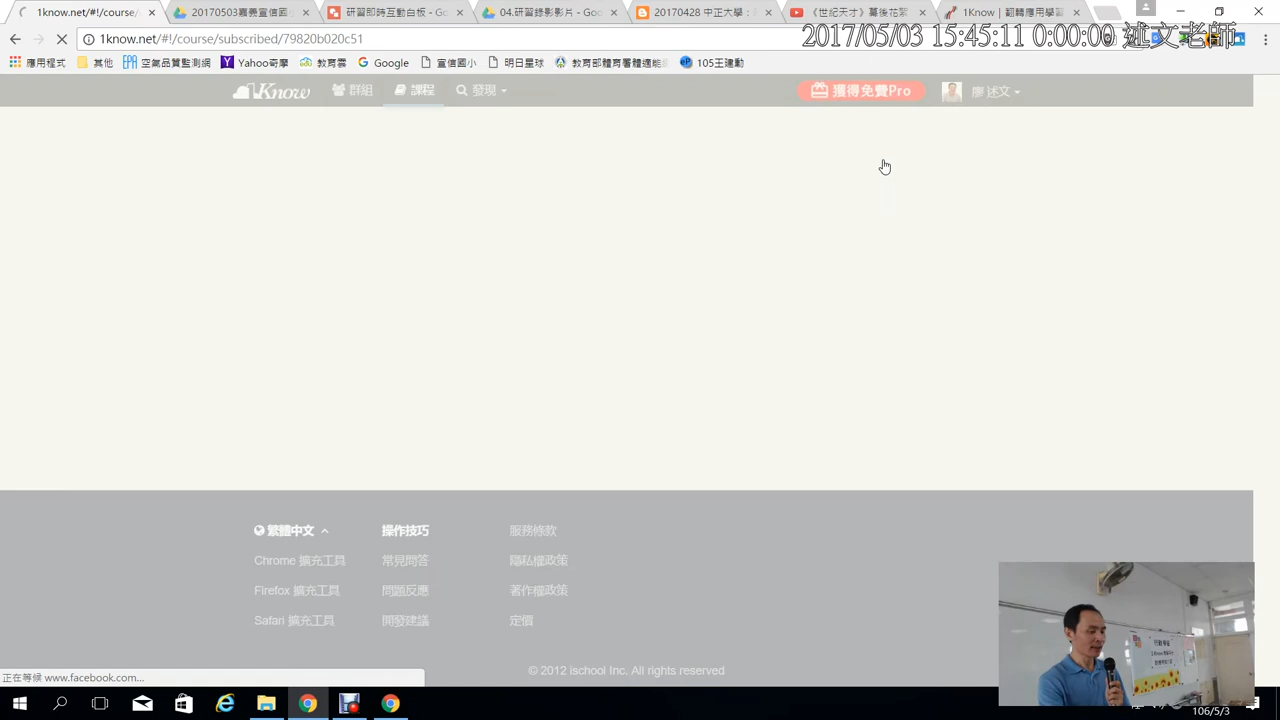 1know.net/#!/course/
20170503嘉義宣信國
研習即時互動白板 - Go
04.研習錄影影片 - Goo
20170428 中正大學：
《世紀天才》幕後花絮
1Know | 翻轉應用學習
1know.net/#!/course/subscribed/79820b020c51
2017/05/03 15:45:11 0:00:00 述文老師
應用程式
其他
空氣品質監測網
Yahoo奇摩
教育雲
Google
宣信國小
明日星球
教育部體育署體適能
105王建勳
1Know
群組
課程
發現
獲得免費Pro
廖 述文
繁體中文
操作技巧
服務條款
Chrome 擴充工具
常見問答
隱私權政策
Firefox 擴充工具
問題反應
著作權政策
Safari 擴充工具
開發建議
定價
© 2012 ischool Inc. All rights reserved
正在等候 www.facebook.com...
106/5/3